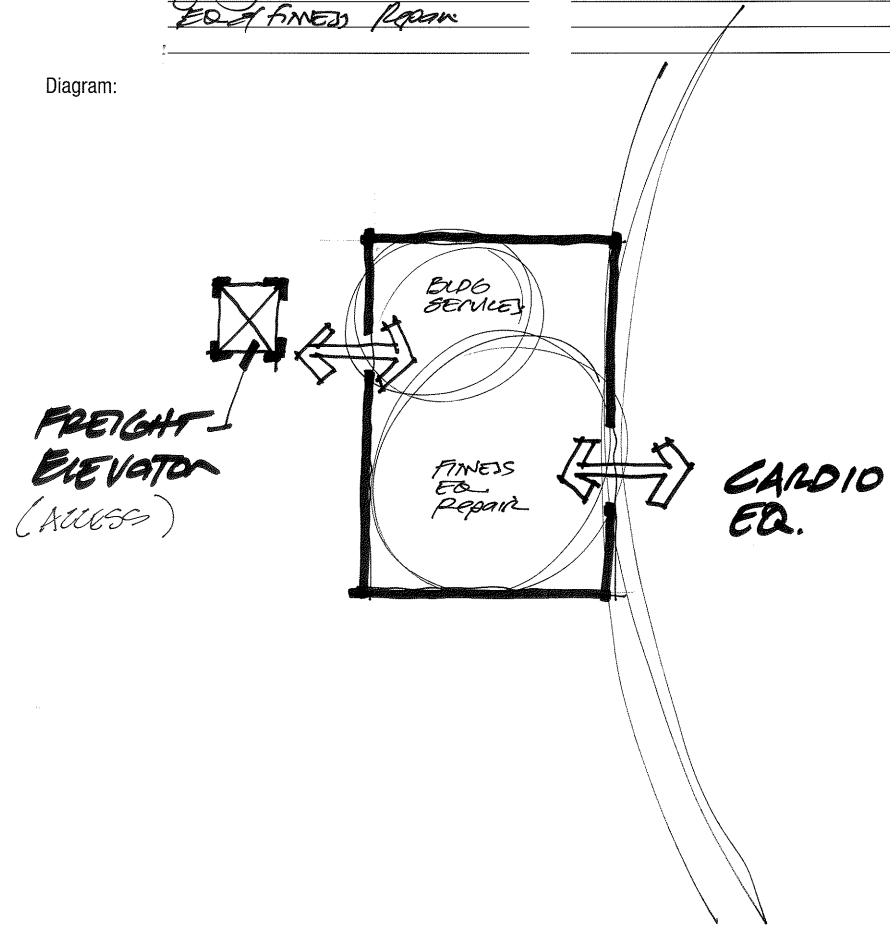 EQ & FITNESS Repair
Diagram:
BLDG
SERVICES
FREIGHT
ELEVATOR
(ACCESS)
FITNESS
EQ
Repair
CARDIO
EQ.